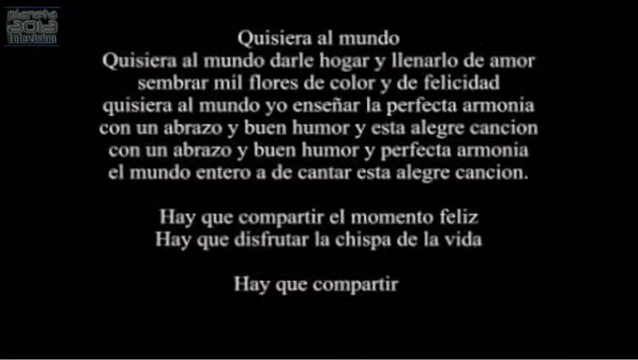 planeta
2013
televisión
Quisiera al mundo
Quisiera al mundo darle hogar y llenarlo de amor
sembrar mil flores de color y de felicidad
quisiera al mundo yo enseñar la perfecta armonia
con un abrazo y buen humor y esta alegre cancion
con un abrazo y buen humor y perfecta armonia
el mundo entero a de cantar esta alegre cancion.
Hay que compartir el momento feliz
Hay que disfrutar la chispa de la vida
Hay que compartir